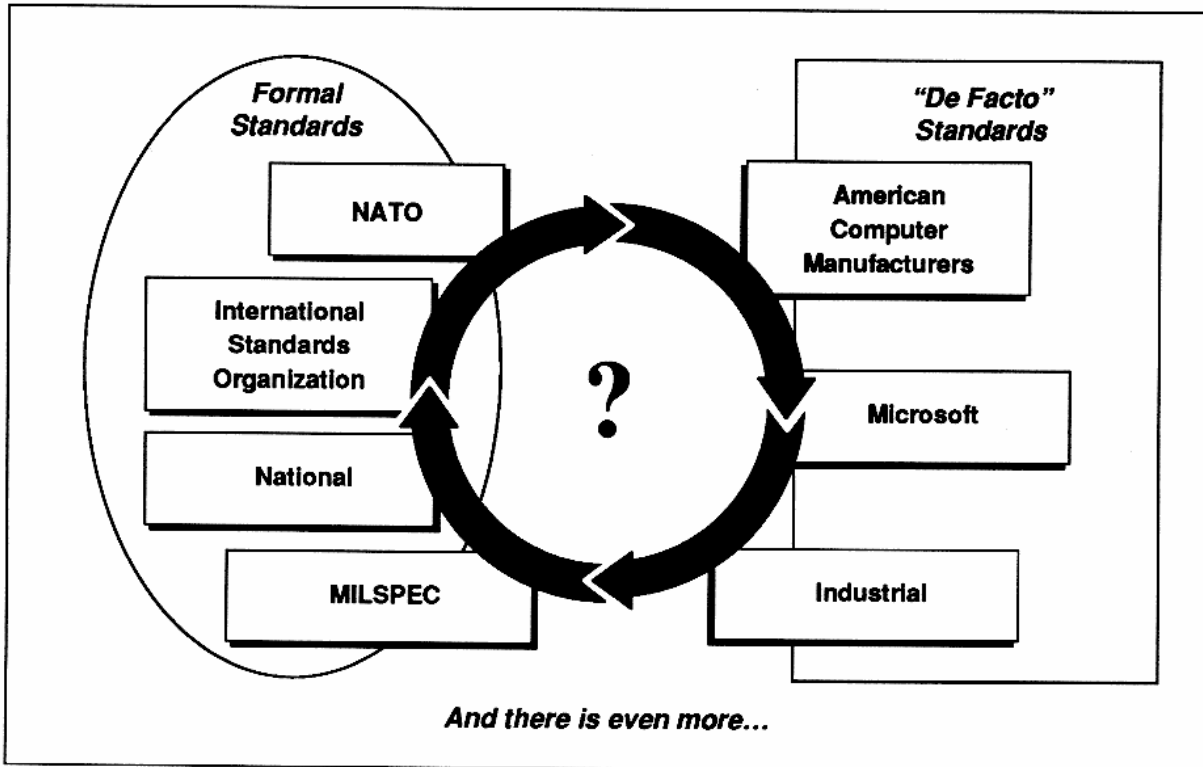 Formal
Standards
NATO
International
Standards
Organization
National
MILSPEC
?
“De Facto”
Standards
American
Computer
Manufacturers
Microsoft
Industrial
And there is even more...